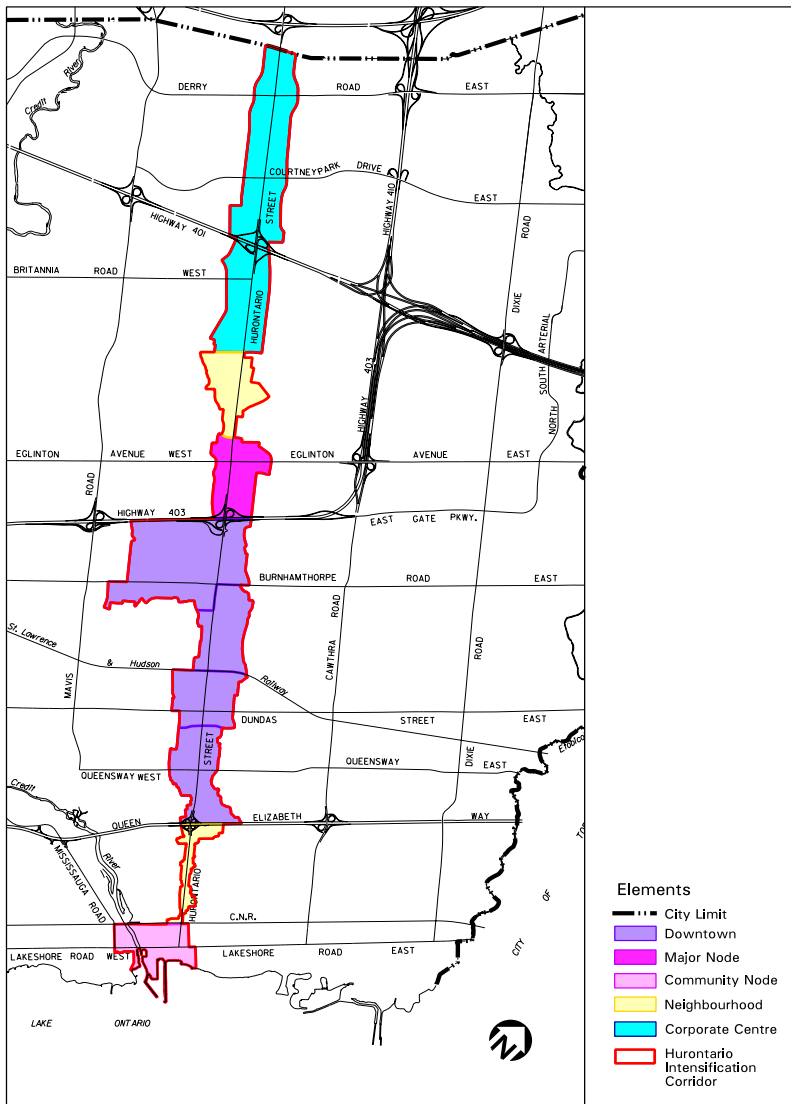 Credit
River
DERRY ROAD EAST
COURTNEYPARK DRIVE
EAST
HIGHWAY 401
STREET
HIGHWAY 410
ROAD
BRITANNIA ROAD WEST
HURONTARIO
DIXIE
SOUTH ARTERIAL
NORTH
HIGHWAY 403
EGLINTON AVENUE WEST EGLINTON AVENUE EAST
ROAD
HIGHWAY 403
EAST GATE PKWY.
BURNHAMTHORPE ROAD EAST
ROAD
St. Lawrence
& Hudson
Railway
CAWTHRA
ROAD
MAVIS
DUNDAS STREET EAST
STREET
DIXIE
QUEENSWAY WEST QUEENSWAY EAST
Credit
River
QUEEN ELIZABETH WAY
MISSISSAUGA ROAD
HURONTARIO
C.N.R.
LAKESHORE ROAD WEST LAKESHORE ROAD EAST
CITY OF
LAKE ONTARIO
N
Elements
City Limit
Downtown
Major Node
Community Node
Neighbourhood
Corporate Centre
Hurontario
Intensification
Corridor